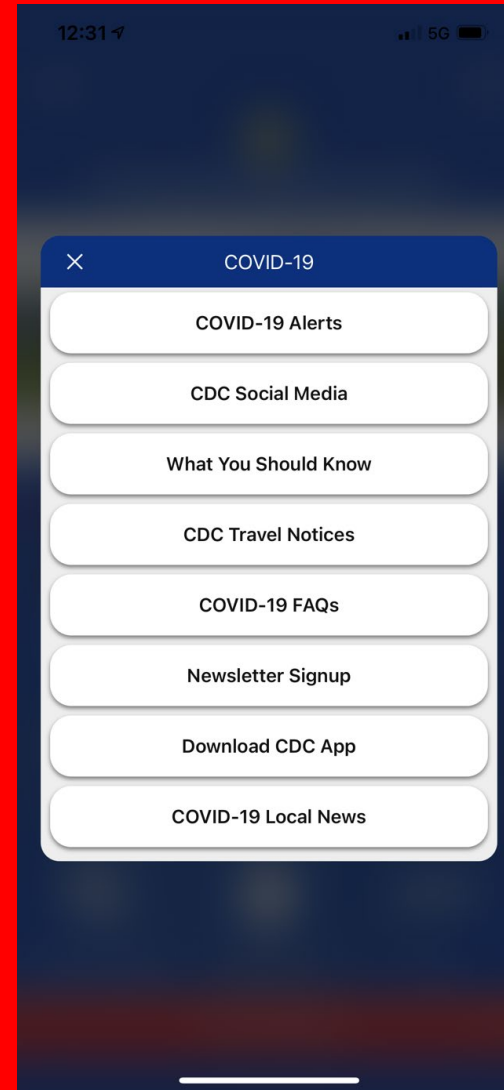 12:31 5G
COVID-19
COVID-19 Alerts
CDC Social Media
What You Should Know
CDC Travel Notices
COVID-19 FAQs
Newsletter Signup
Download CDC App
COVID-19 Local News